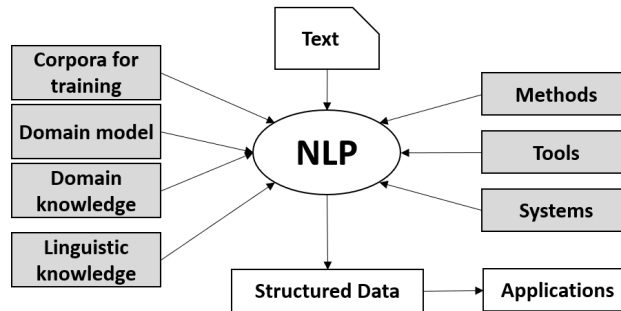 Text
Corpora for
training
Domain model
Domain
knowledge
Linguistic
knowledge
NLP
Methods
Tools
Systems
Structured Data
Applications